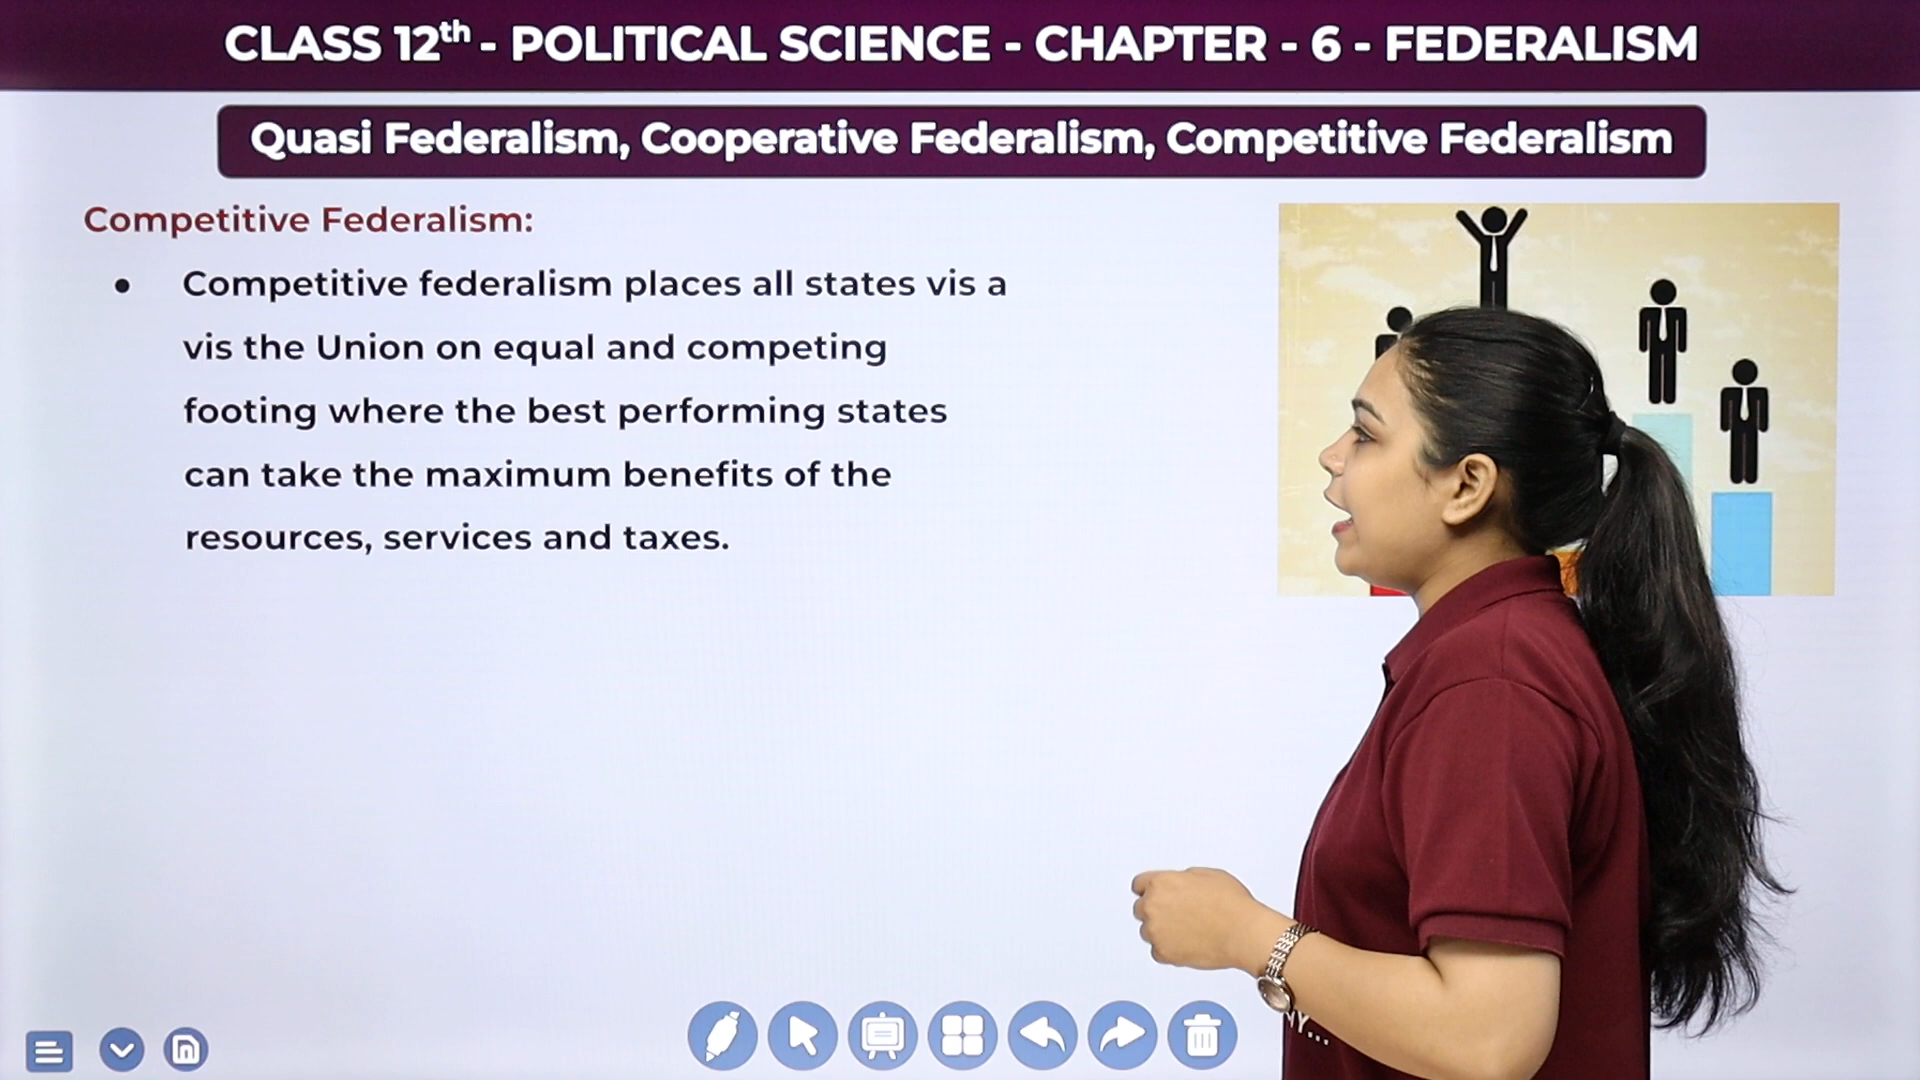 CLASS 12th - POLITICAL SCIENCE - CHAPTER - 6 - FEDERALISM
Quasi Federalism, Cooperative Federalism, Competitive Federalism
Competitive Federalism:
• Competitive federalism places all states vis a
vis the Union on equal and competing
footing where the best performing states
can take the maximum benefits of the
resources, services and taxes.